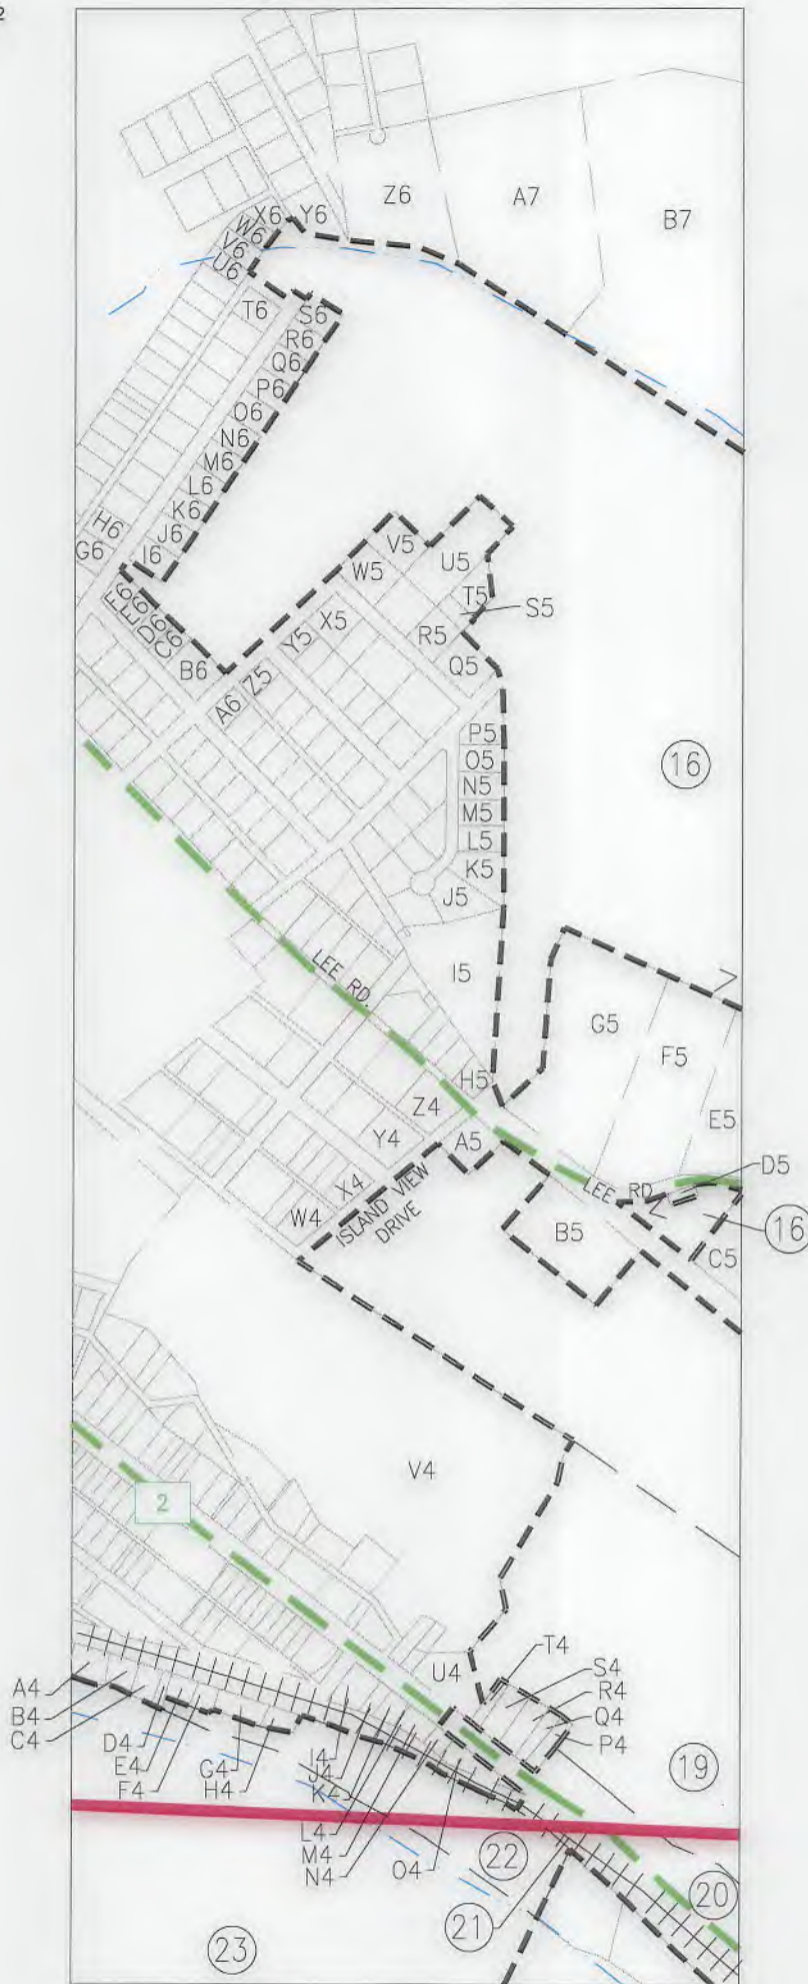 2
Z6
A7
B7
X6
Y6
W6
V6
U6
T6
S6
R6
Q6
P6
O6
N6
M6
L6
K6
J6
I6
H6
G6
F6
E6
D6
C6
B6
A6
Z5
Y5
X5
W5
V5
U5
T5
S5
R5
Q5
P5
O5
N5
M5
L5
K5
J5
I5
16
LEE RD.
G5
F5
E5
H5
Z4
Y4
A5
D5
LEE RD.
16
X4
W4
ISLAND VIEW
DRIVE
B5
C5
V4
2
U4
T4
S4
R4
Q4
P4
A4
B4
C4
D4
E4
F4
G4
H4
I4
J4
K4
L4
M4
N4
O4
19
22
20
21
23